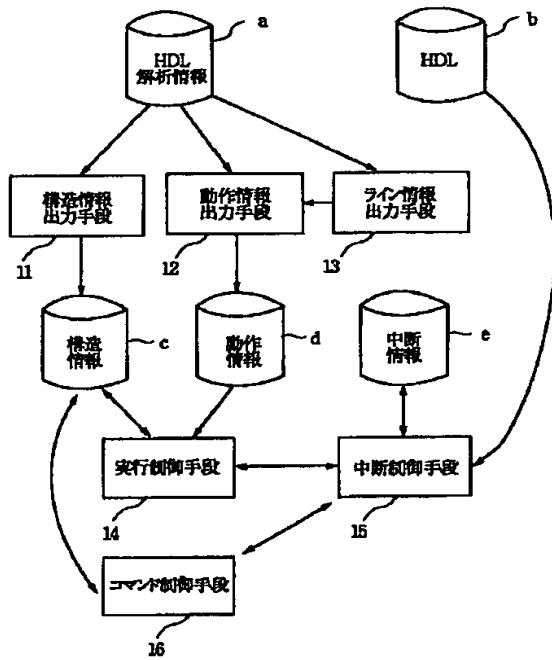 a
b
HDL
解析情報
HDL
構造情報
出力手段
動作情報
出力手段
ライン情報
出力手段
11
12
13
構造
情報
c
動作
情報
d
中断
情報
e
実行制御手段
中断制御手段
14
15
コマンド制御手段
16